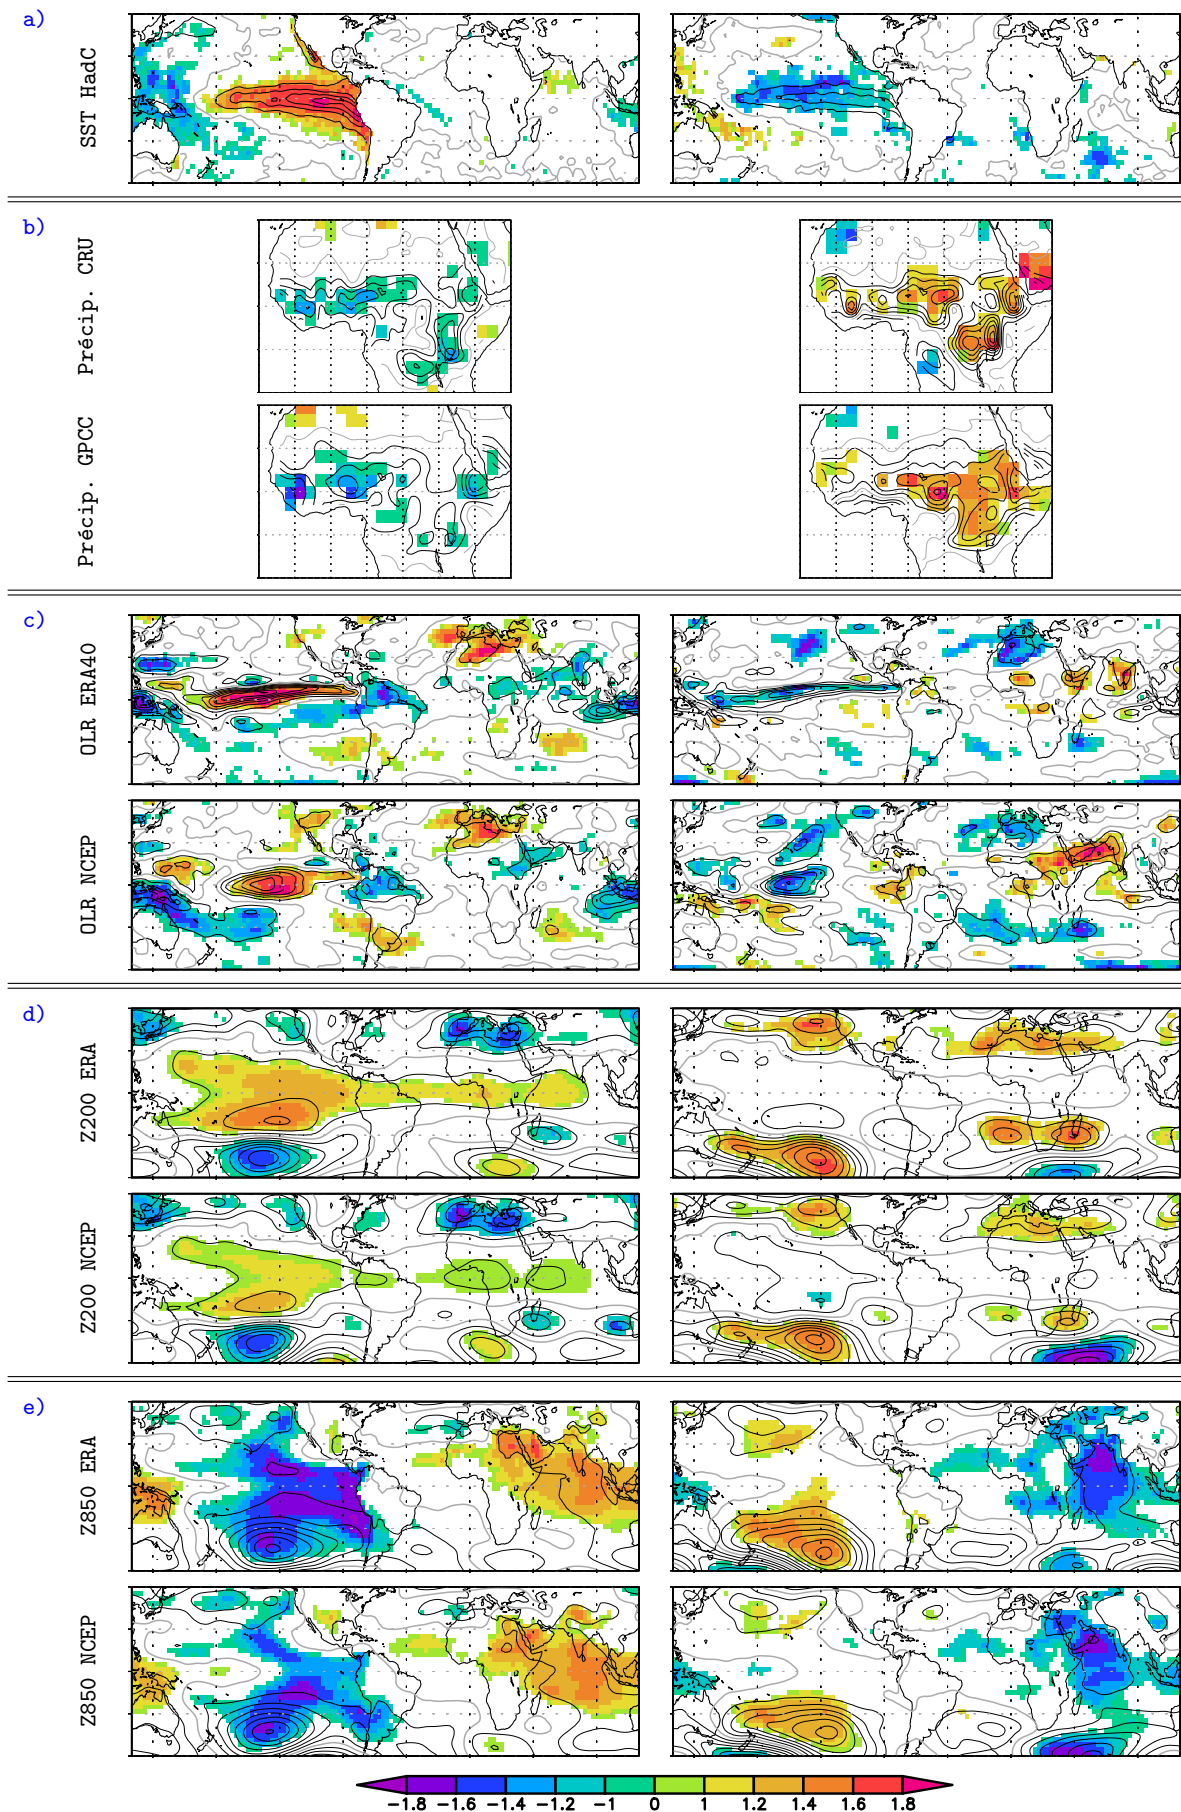 a)
SST HadC
b)
Précip. CRU
Précip. GPCC
c)
OLR ERA40
OLR NCEP
d)
Z200 ERA
Z200 NCEP
e)
Z850 ERA
Z850 NCEP
-1.8 -1.6 -1.4 -1.2 -1 0 1 1.2 1.4 1.6 1.8